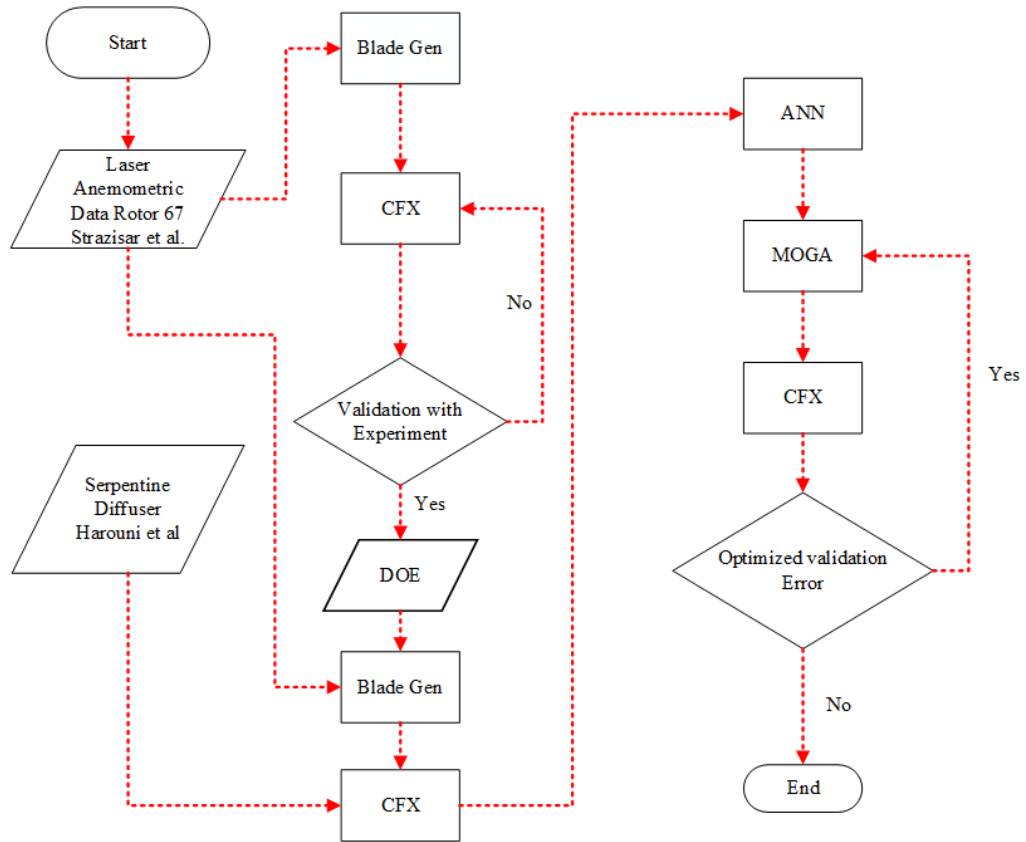 Start
Laser
Anemometric
Data Rotor 67
Strazisar et al.
Serpentine
Diffuser
Harouni et al
Blade Gen
CFX
No
Validation with
Experiment
Yes
DOE
Blade Gen
CFX
ANN
MOGA
CFX
Yes
Optimized validation
Error
No
End